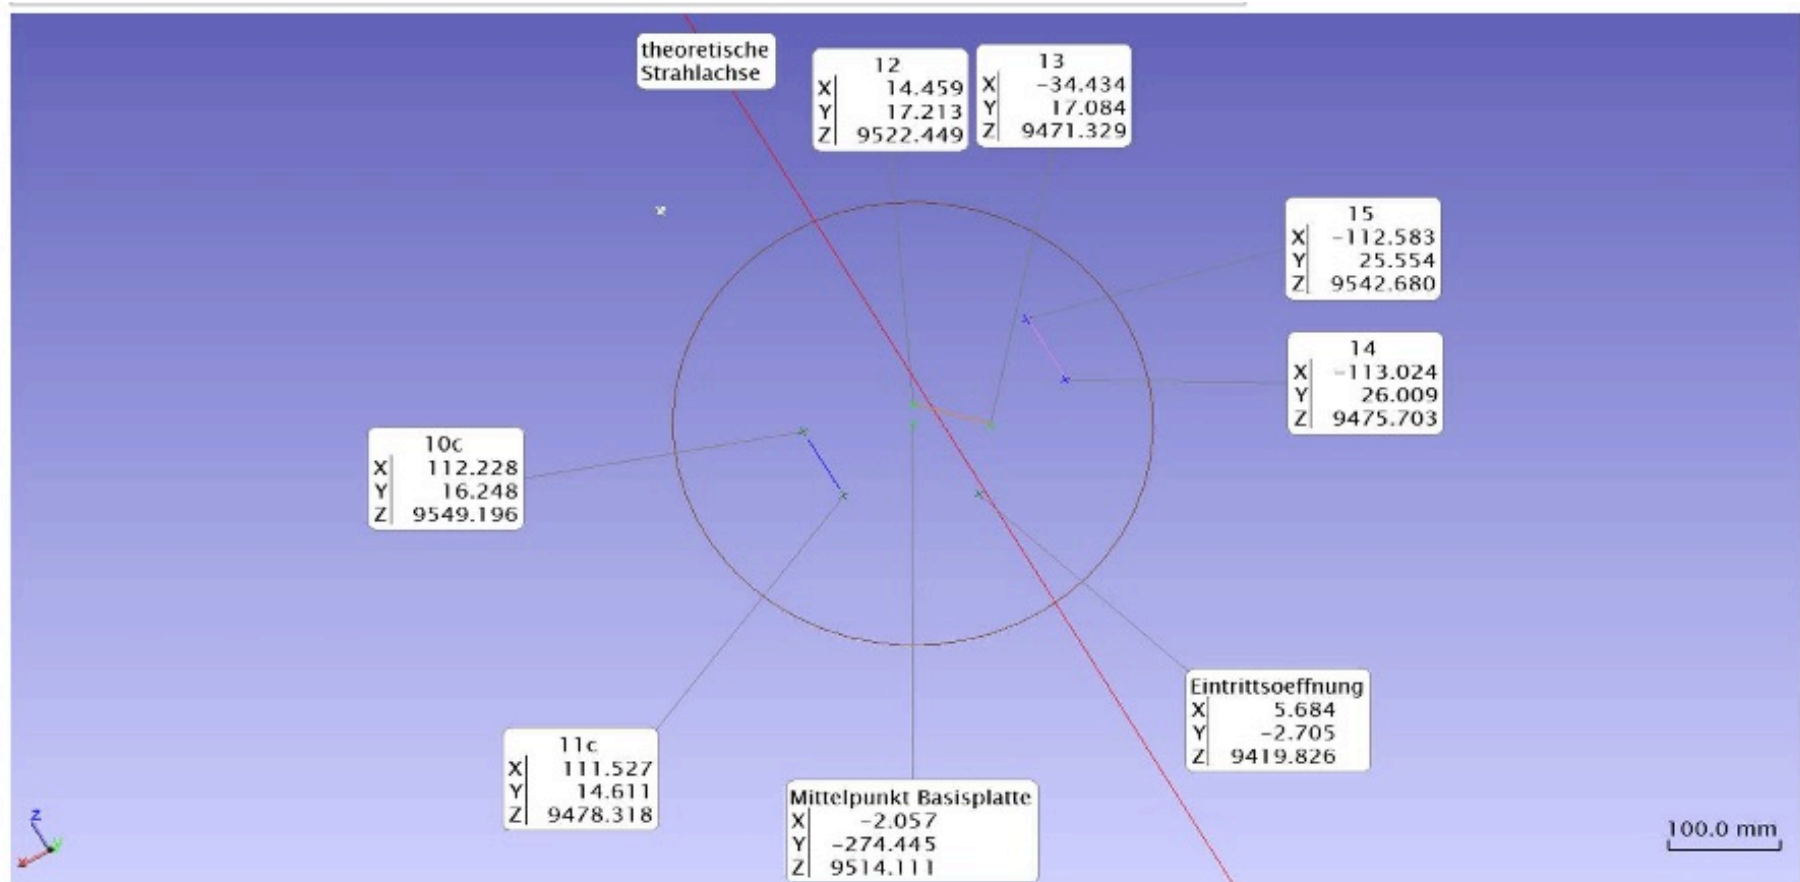 theoretische
Strahlachse
12
X 14.459
Y 17.213
Z 9522.449
13
X -34.434
Y 17.084
Z 9471.329
15
X -112.583
Y 25.554
Z 9542.680
14
X -113.024
Y 26.009
Z 9475.703
10c
X 112.228
Y 16.248
Z 9549.196
Eintrittsoeffnung
X 5.684
Y -2.705
Z 9419.826
11c
X 111.527
Y 14.611
Z 9478.318
Mittelpunkt Basisplatte
X -2.057
Y -274.445
Z 9514.111
100.0 mm
z
y
x